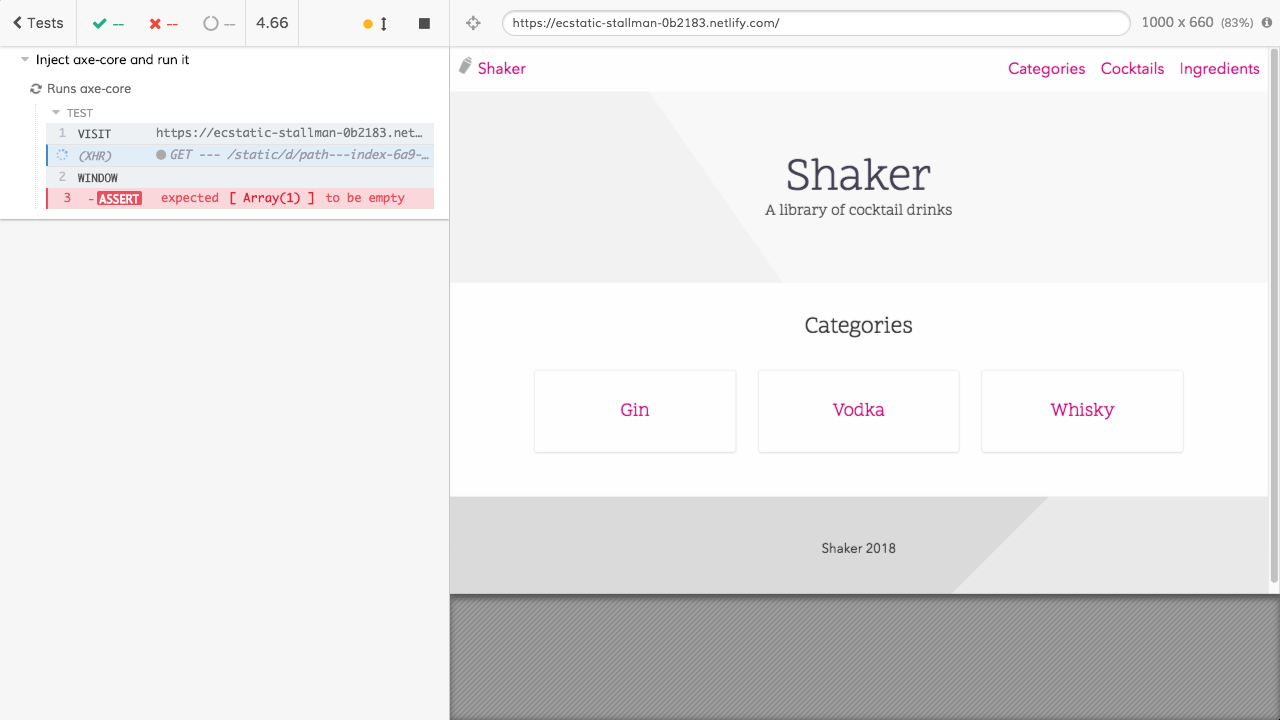 Tests -- -- -- 4.66
https://ecstatic-stallman-0b2183.netlify.com/ 1000 x 660 (83%)
Inject axe-core and run it
Runs axe-core
TEST
1 VISIT https://ecstatic-stallman-0b2183.net…
(XHR) GET --- /static/d/path---index-6a9-…
2 WINDOW
3 -ASSERT expected [ Array(1) ] to be empty
Shaker Categories Cocktails Ingredients
Shaker
A library of cocktail drinks
Categories
Gin Vodka Whisky
Shaker 2018